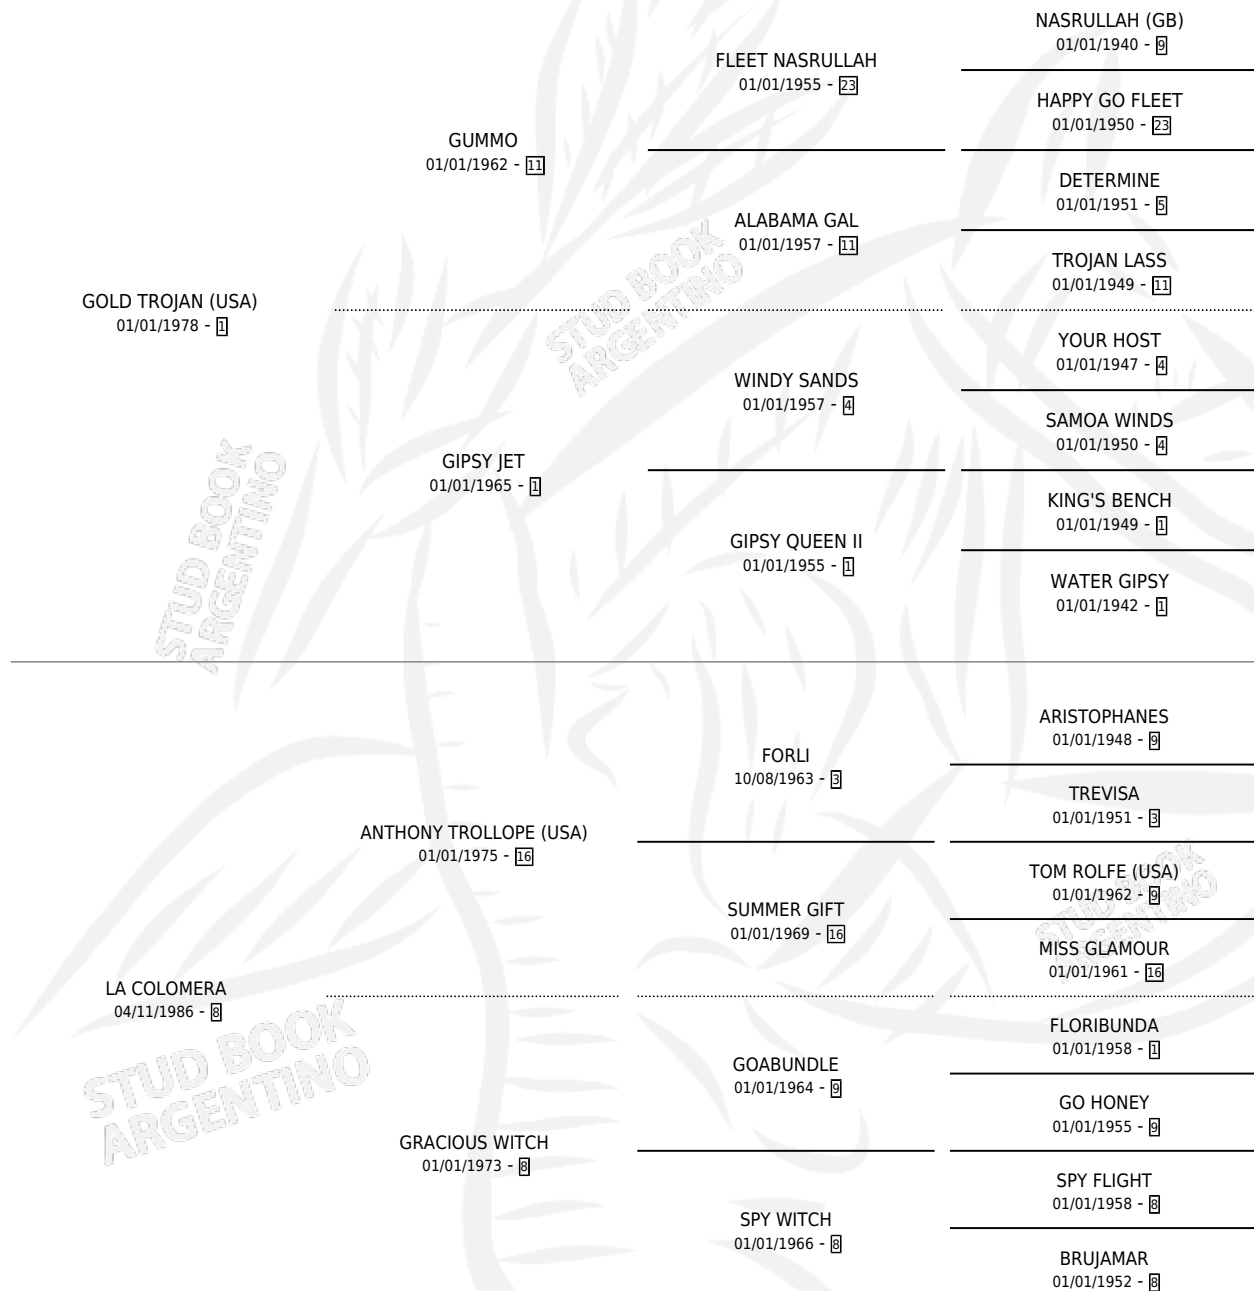 NASRULLAH (GB)
01/01/1940 - 9
FLEET NASRULLAH
01/01/1955 - 23
HAPPY GO FLEET
01/01/1950 - 23
GUMMO
01/01/1962 - 11
DETERMINE
01/01/1951 - 5
ALABAMA GAL
01/01/1957 - 11
TROJAN LASS
01/01/1949 - 11
GOLD TROJAN (USA)
01/01/1978 - 1
YOUR HOST
01/01/1947 - 4
WINDY SANDS
01/01/1957 - 4
SAMOA WINDS
01/01/1950 - 4
GIPSY JET
01/01/1965 - 1
KING'S BENCH
01/01/1949 - 1
GIPSY QUEEN II
01/01/1955 - 1
WATER GIPSY
01/01/1942 - 1
ARISTOPHANES
01/01/1948 - 9
FORLI
10/08/1963 - 3
TREVISA
01/01/1951 - 3
ANTHONY TROLLOPE (USA)
01/01/1975 - 16
TOM ROLFE (USA)
01/01/1962 - 9
SUMMER GIFT
01/01/1969 - 16
MISS GLAMOUR
01/01/1961 - 16
LA COLOMERA
04/11/1986 - 8
FLORIBUNDA
01/01/1958 - 1
GOABUNDLE
01/01/1964 - 9
GO HONEY
01/01/1955 - 9
GRACIOUS WITCH
01/01/1973 - 8
SPY FLIGHT
01/01/1958 - 8
SPY WITCH
01/01/1966 - 8
BRUJAMAR
01/01/1952 - 8
STUD BOOK
ARGENTINO
STUD BOOK
ARGENTINO
STUD BOOK
ARGENTINO
STUD BOOK
ARGENTINO